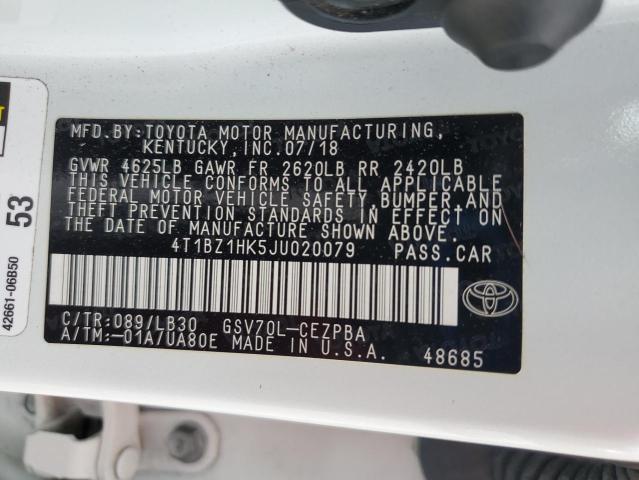 MFD.BY:TOYOTA MOTOR MANUFACTURING,
KENTUCKY, INC. 07/18
GVWR 4625LB GAWR FR 2620LB RR 2420LB
THIS VEHICLE CONFORMS TO ALL APPLICABLE
FEDERAL MOTOR VEHICLE SAFETY, BUMPER, AND
THEFT PREVENTION STANDARDS IN EFFECT ON
THE DATE OF MANUFACTURE SHOWN ABOVE.
4T1BZ1HK5JU020079 PASS.CAR
C/TR:089/LB30 GSV70L-CEZPBA
A/TM:-01A7UA80E MADE IN U.S.A.
48685
53
42661-06B50